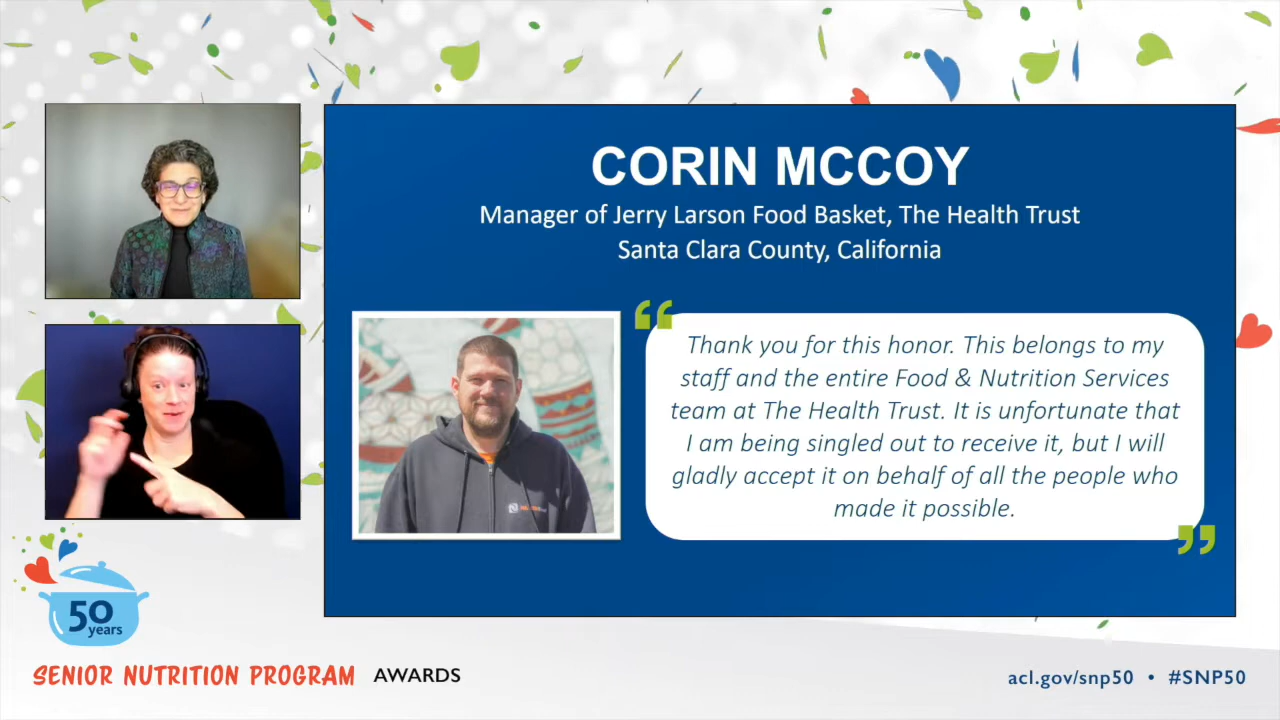 CORIN MCCOY
Manager of Jerry Larson Food Basket, The Health Trust
Santa Clara County, California
“
Thank you for this honor. This belongs to my
staff and the entire Food & Nutrition Services
team at The Health Trust. It is unfortunate that
I am being singled out to receive it, but I will
gladly accept it on behalf of all the people who
made it possible.
”
50
years
SENIOR NUTRITION PROGRAM AWARDS
acl.gov/snp50 • #SNP50